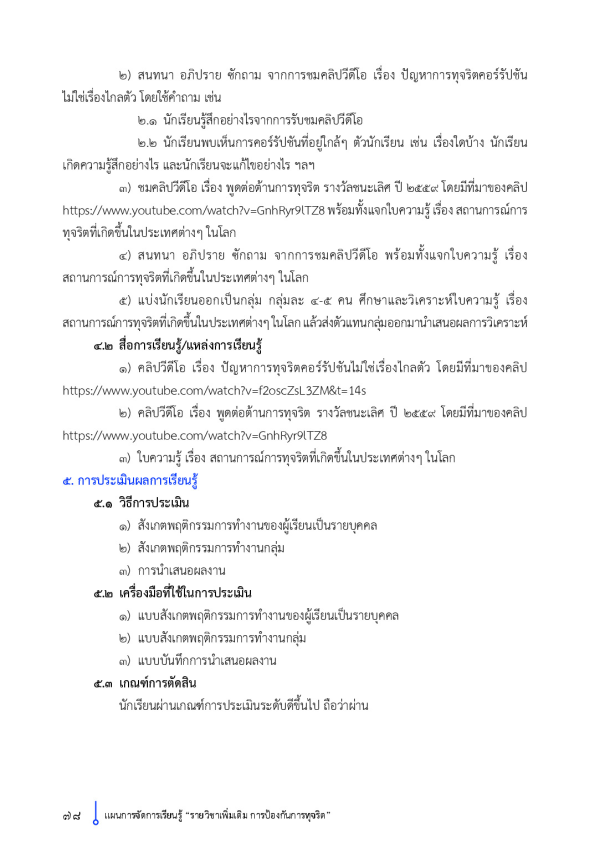 ๒) สนทนา อภิปราย ซักถาม จากการชมคลิปวีดีโอ เรื่อง ปัญหาการทุจริตคอร์รัปชัน
ไม่ใช่เรื่องไกลตัว โดยใช้คำถาม เช่น
๒.๑ นักเรียนรู้สึกอย่างไรจากการรับชมคลิปวีดีโอ
๒.๒ นักเรียนพบเห็นการคอร์รัปชันที่อยู่ใกล้ๆ ตัวนักเรียน เช่น เรื่องใดบ้าง นักเรียน
เกิดความรู้สึกอย่างไร และนักเรียนจะแก้ไขอย่างไร ฯลฯ
๓) ชมคลิปวีดีโอ เรื่อง พูดต่อต้านการทุจริต รางวัลชนะเลิศ ปี ๒๕๕๙ โดยมีที่มาของคลิป
https://www.youtube.com/watch?v=GnhRyr9lTZ8 พร้อมทั้งแจกใบความรู้ เรื่อง สถานการณ์การ
ทุจริตที่เกิดขึ้นในประเทศต่างๆ ในโลก
๔) สนทนา อภิปราย ซักถาม จากการชมคลิปวีดีโอ พร้อมทั้งแจกใบความรู้ เรื่อง
สถานการณ์การทุจริตที่เกิดขึ้นในประเทศต่างๆ ในโลก
๕) แบ่งนักเรียนออกเป็นกลุ่ม กลุ่มละ ๔-๕ คน ศึกษาและวิเคราะห์ใบความรู้ เรื่อง
สถานการณ์การทุจริตที่เกิดขึ้นในประเทศต่างๆ ในโลก แล้วส่งตัวแทนกลุ่มออกมานำเสนอผลการวิเคราะห์
๔.๒ สื่อการเรียนรู้/แหล่งการเรียนรู้
๑) คลิปวีดีโอ เรื่อง ปัญหาการทุจริตคอร์รัปชันไม่ใช่เรื่องไกลตัว โดยมีที่มาของคลิป
https://www.youtube.com/watch?v=f2oscZsL3ZM&t=14s
๒) คลิปวีดีโอ เรื่อง พูดต่อต้านการทุจริต รางวัลชนะเลิศ ปี ๒๕๕๙ โดยมีที่มาของคลิป
https://www.youtube.com/watch?v=GnhRyr9lTZ8
๓) ใบความรู้ เรื่อง สถานการณ์การทุจริตที่เกิดขึ้นในประเทศต่างๆ ในโลก
๕. การประเมินผลการเรียนรู้
๕.๑ วิธีการประเมิน
๑) สังเกตพฤติกรรมการทำงานของผู้เรียนเป็นรายบุคคล
๒) สังเกตพฤติกรรมการทำงานกลุ่ม
๓) การนำเสนอผลงาน
๕.๒ เครื่องมือที่ใช้ในการประเมิน
๑) แบบสังเกตพฤติกรรมการทำงานของผู้เรียนเป็นรายบุคคล
๒) แบบสังเกตพฤติกรรมการทำงานกลุ่ม
๓) แบบบันทึกการนำเสนอผลงาน
๕.๓ เกณฑ์การตัดสิน
นักเรียนผ่านเกณฑ์การประเมินระดับดีขึ้นไป ถือว่าผ่าน
๗๘ แผนการจัดการเรียนรู้ “รายวิชาเพิ่มเติม การป้องกันการทุจริต”